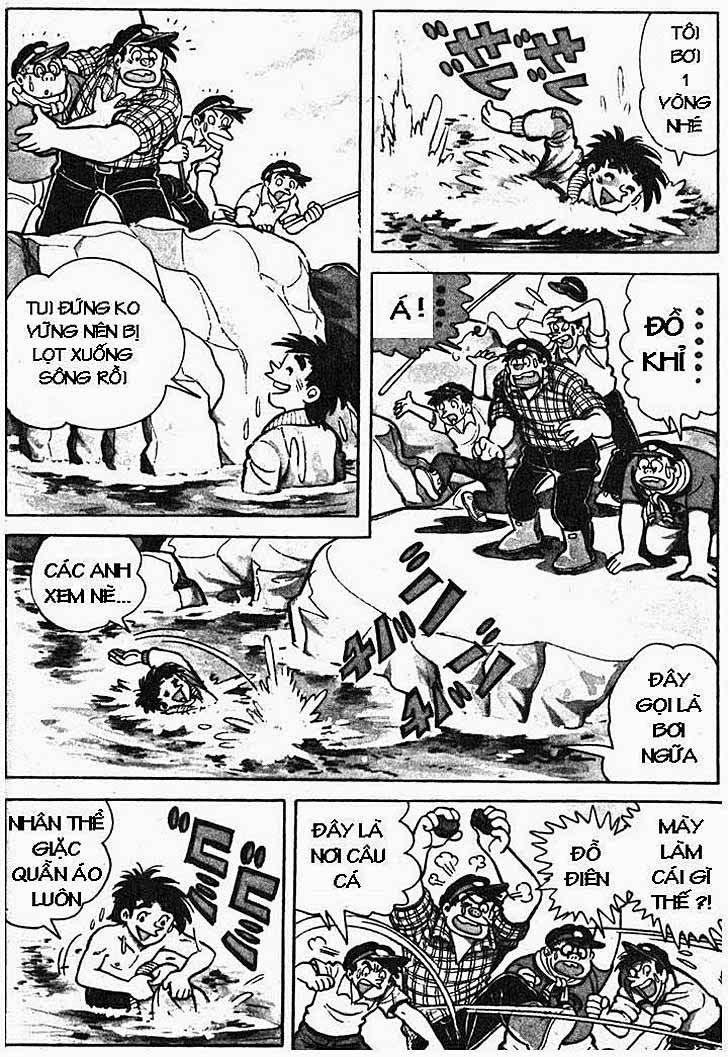 TUI ĐỨNG KO
VỮNG NÊN BỊ
LỌT XUỐNG
SÔNG RỒI
TÔI
BƠI
1
VÒNG
NHÉ
Á!
ĐỒ
KHỈ
CÁC ANH
XEM NÈ...
ĐÂY
GỌI LÀ
BƠI
NGỬA
NHÂN THỂ
GIẶC
QUẦN ÁO
LUÔN
ĐÂY LÀ
NƠI CÂU
CÁ
ĐỒ
ĐIÊN
MÀY
LÀM
CÁI GÌ
THẾ ?!